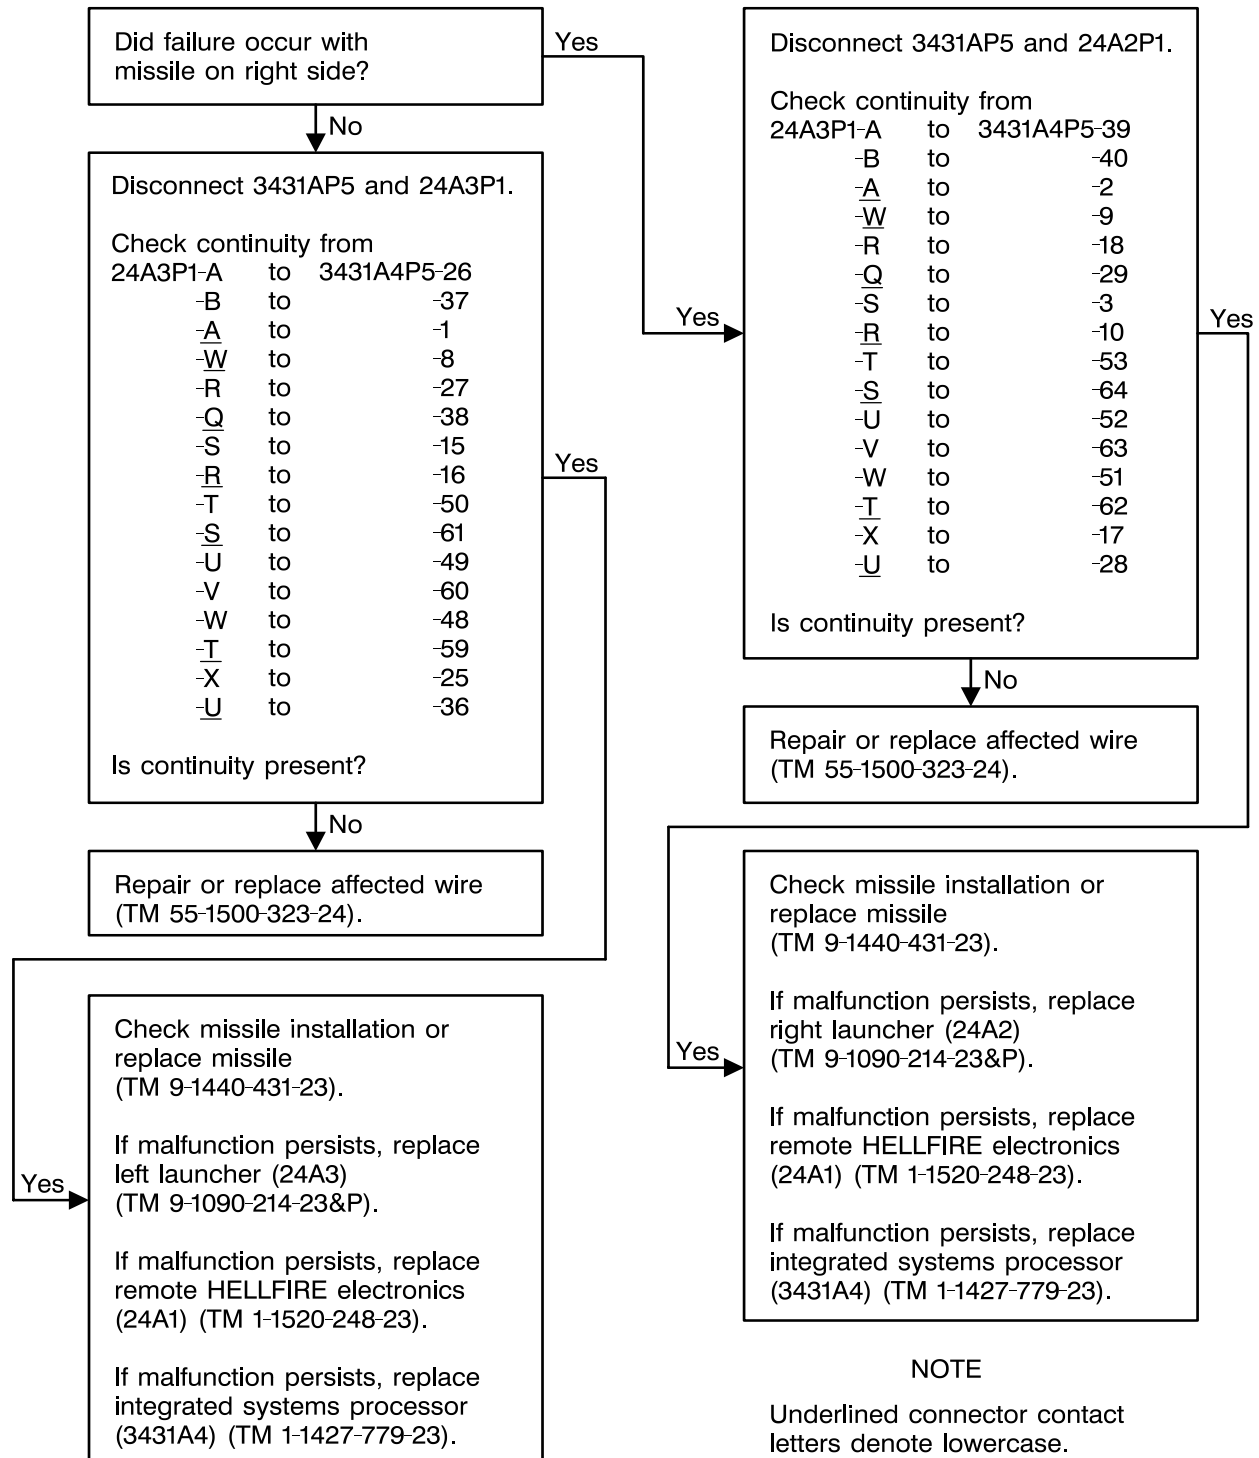 Did failure occur with
missile on right side?
Yes
No
Disconnect 3431AP5 and 24A3P1.
Check continuity from
24A3P1-A to 3431A4P5-26
-B to -37
-A to -1
-W to -8
-R to -27
-Q to -38
-S to -15
-R to -16
-T to -50
-S to -61
-U to -49
-V to -60
-W to -48
-T to -59
-X to -25
-U to -36
Is continuity present?
Yes
No
Repair or replace affected wire
(TM 55-1500-323-24).
Yes
Check missile installation or
replace missile
(TM 9-1440-431-23).
If malfunction persists, replace
left launcher (24A3)
(TM 9-1090-214-23&P).
If malfunction persists, replace
remote HELLFIRE electronics
(24A1) (TM 1-1520-248-23).
If malfunction persists, replace
integrated systems processor
(3431A4) (TM 1-1427-779-23).
Yes
Disconnect 3431AP5 and 24A2P1.
Check continuity from
24A3P1-A to 3431A4P5-39
-B to -40
-A to -2
-W to -9
-R to -18
-Q to -29
-S to -3
-R to -10
-T to -53
-S to -64
-U to -52
-V to -63
-W to -51
-T to -62
-X to -17
-U to -28
Is continuity present?
Yes
No
Repair or replace affected wire
(TM 55-1500-323-24).
Yes
Check missile installation or
replace missile
(TM 9-1440-431-23).
If malfunction persists, replace
right launcher (24A2)
(TM 9-1090-214-23&P).
If malfunction persists, replace
remote HELLFIRE electronics
(24A1) (TM 1-1520-248-23).
If malfunction persists, replace
integrated systems processor
(3431A4) (TM 1-1427-779-23).
NOTE
Underlined connector contact
letters denote lowercase.